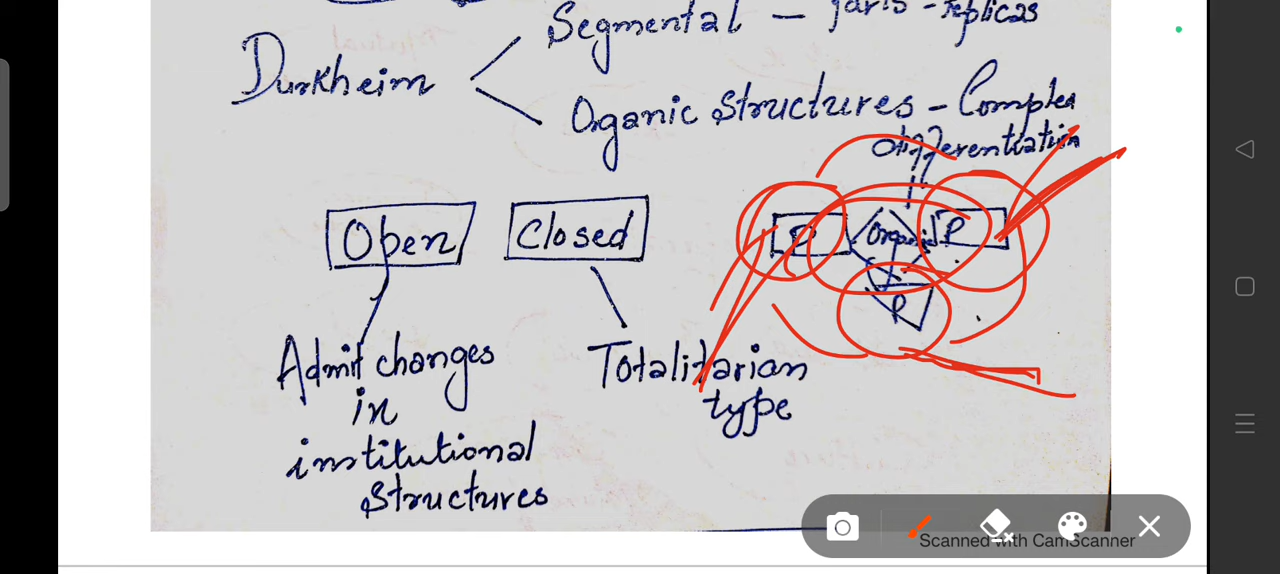 Segmental – parts - replicas
Durkheim
Organic Structures – Complex
differentiation
Open
Closed
P
Organic
P
P
Admit changes
in
institutional
structures
Totalitarian
type
Scanned with CamScanner